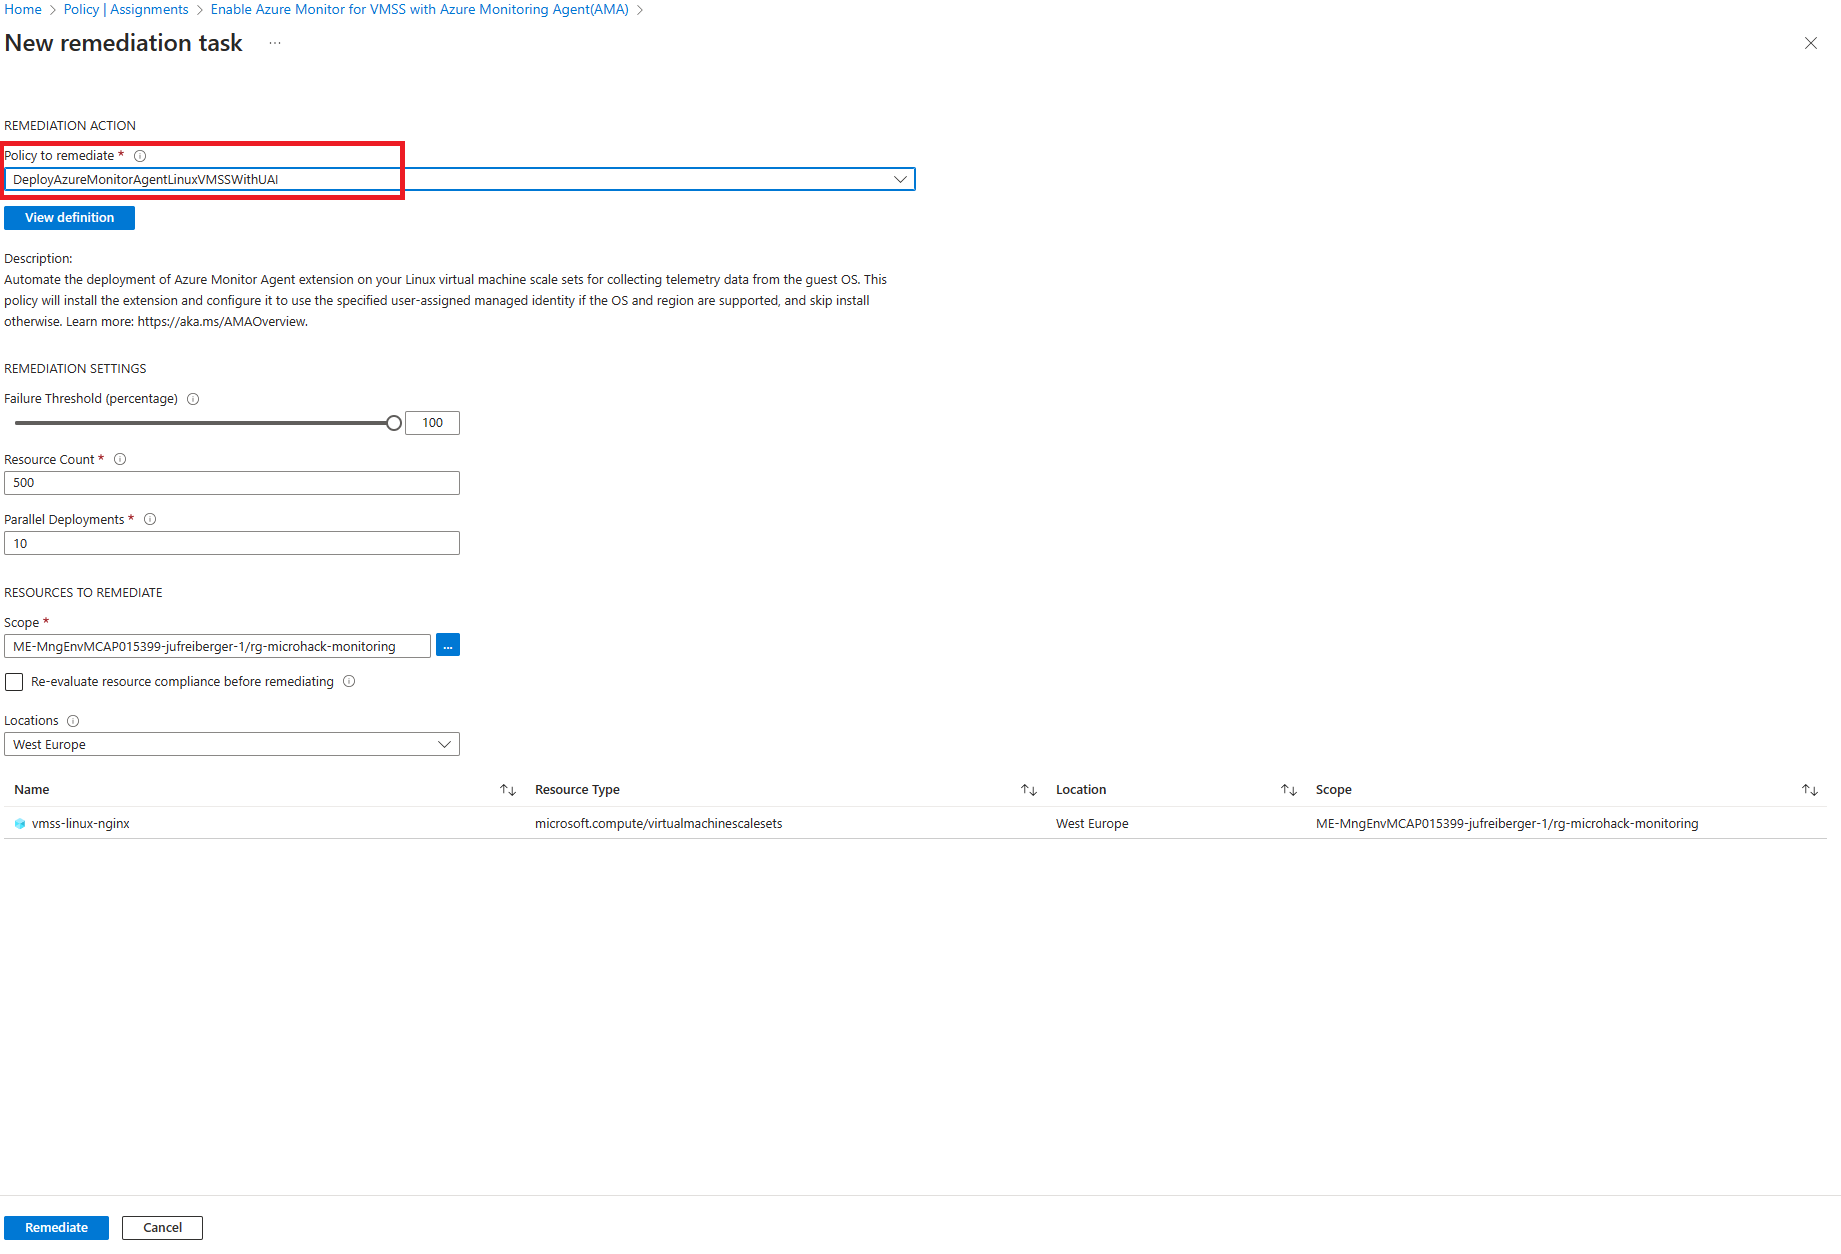 Home > Policy | Assignments > Enable Azure Monitor for VMSS with Azure Monitoring Agent(AMA) >
New remediation task ...
REMEDIATION ACTION
Policy to remediate *
DeployAzureMonitorAgentLinuxVMSSWithUAI
View definition
Description:
Automate the deployment of Azure Monitor Agent extension on your Linux virtual machine scale sets for collecting telemetry data from the guest OS. This
policy will install the extension and configure it to use the specified user-assigned managed identity if the OS and region are supported, and skip install
otherwise. Learn more: https://aka.ms/AMAOverview.
REMEDIATION SETTINGS
Failure Threshold (percentage)
100
Resource Count *
500
Parallel Deployments *
10
RESOURCES TO REMEDIATE
Scope *
ME-MngEnvMCAP015399-jufreiberger-1/rg-microhack-monitoring ...
Re-evaluate resource compliance before remediating
Locations
West Europe
Name Resource Type Location Scope
vmss-linux-nginx microsoft.compute/virtualmachinescalesets West Europe ME-MngEnvMCAP015399-jufreiberger-1/rg-microhack-monitoring
Remediate Cancel